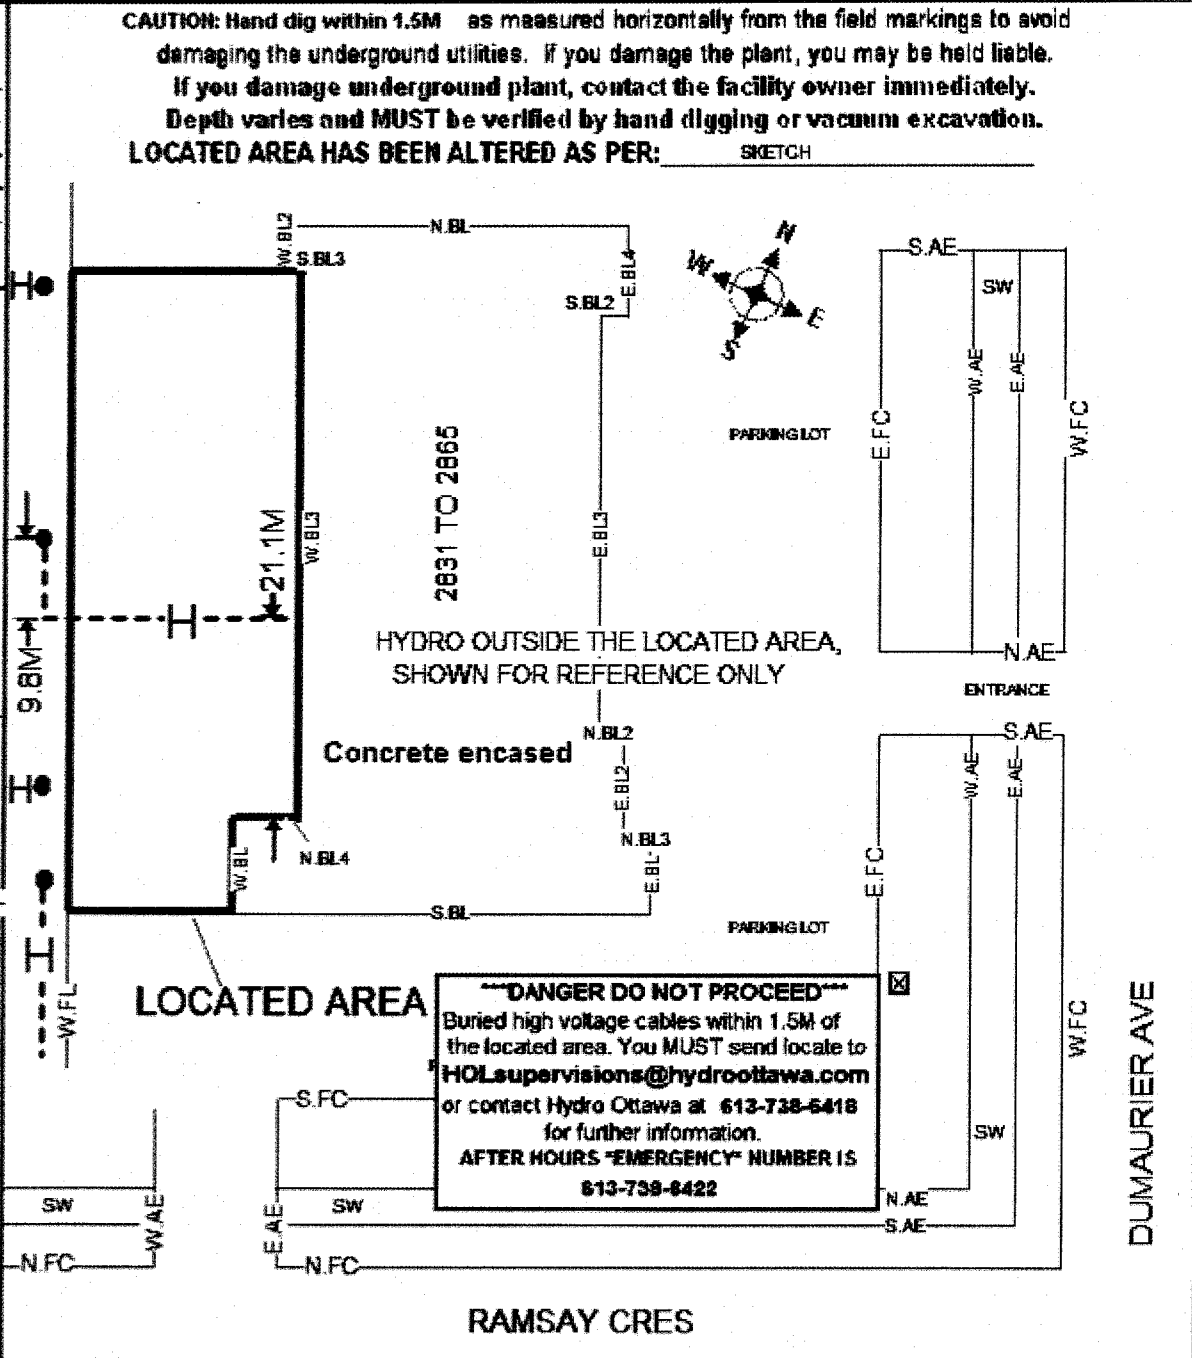 CAUTION: Hand dig within 1.5M as measured horizontally from the field markings to avoid
damaging the underground utilities. If you damage the plant, you may be held liable.
If you damage underground plant, contact the facility owner immediately.
Depth varies and MUST be verified by hand digging or vacuum excavation.
LOCATED AREA HAS BEEN ALTERED AS PER: SKETCH
W.BL2
N.BL
S.BL3
E.BL4
S.BL2
N
W
E
S
S.AE
SW
W.AE
E.AE
E.FC
W.FC
H
PARKING LOT
2831 TO 2865
21.1M
W.BL3
E.BL3
H
9.8M
HYDRO OUTSIDE THE LOCATED AREA,
SHOWN FOR REFERENCE ONLY
N.AE
ENTRANCE
N.BL2
S.AE
Concrete encased
H
E.BL2
W.AE
E.AE
N.BL3
N.BL4
W.BL
E.BL
E.FC
S.BL
PARKING LOT
H
W.FL
LOCATED AREA
***DANGER DO NOT PROCEED***
Buried high voltage cables within 1.5M of
the located area. You MUST send locate to
HOLsupervisions@hydroottawa.com
or contact Hydro Ottawa at 613-738-6418
for further information.
AFTER HOURS "EMERGENCY" NUMBER IS
613-738-6422
W.FC
DUMAURIER AVE
S.FC
SW
SW
W.AE
E.AE
SW
N.AE
S.AE
N.FC
N.FC
RAMSAY CRES